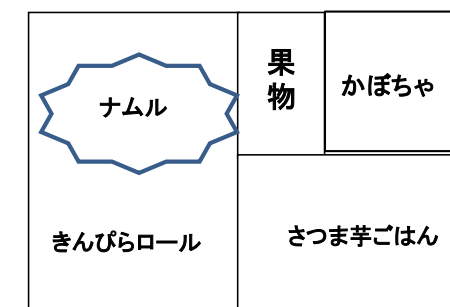 ナムル
果
物
かぼちゃ
きんぴらロール
さつま芋ごはん